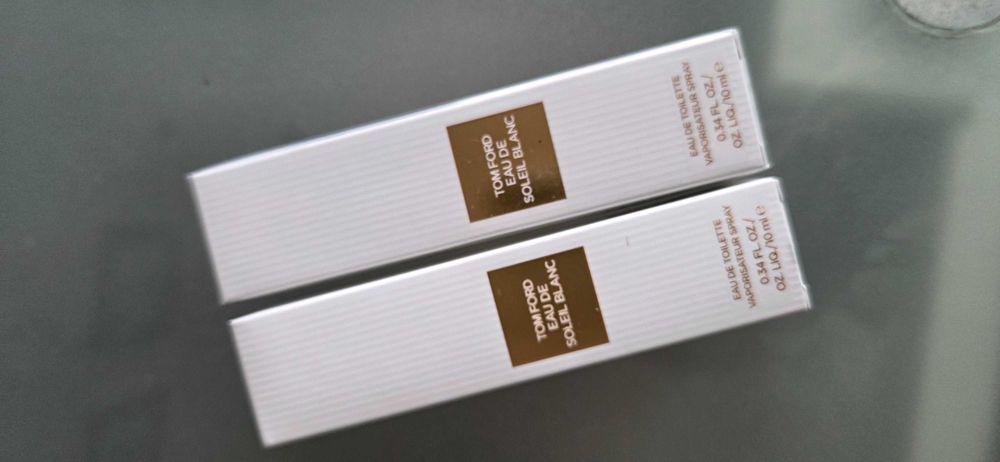 TOM FORD
EAU DE
SOLEIL BLANC
EAU DE TOILETTE
VAPORISATEUR SPRAY
0.34 FL. OZ./
OZ. LIQ./10 ml ℮
TOM FORD
EAU DE
SOLEIL BLANC
EAU DE TOILETTE
VAPORISATEUR SPRAY
0.34 FL. OZ./
OZ. LIQ./10 ml ℮